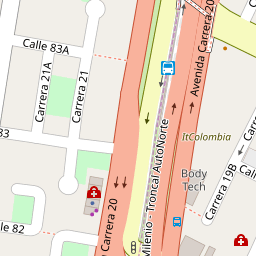 Calle 83A
Carrera 21A
Carrera 21
Avenida Carrera 20
Milenio - Troncal AutoNorte
ItColombia
Carrera 19B
83
Body
Tech
Carrera 20
82